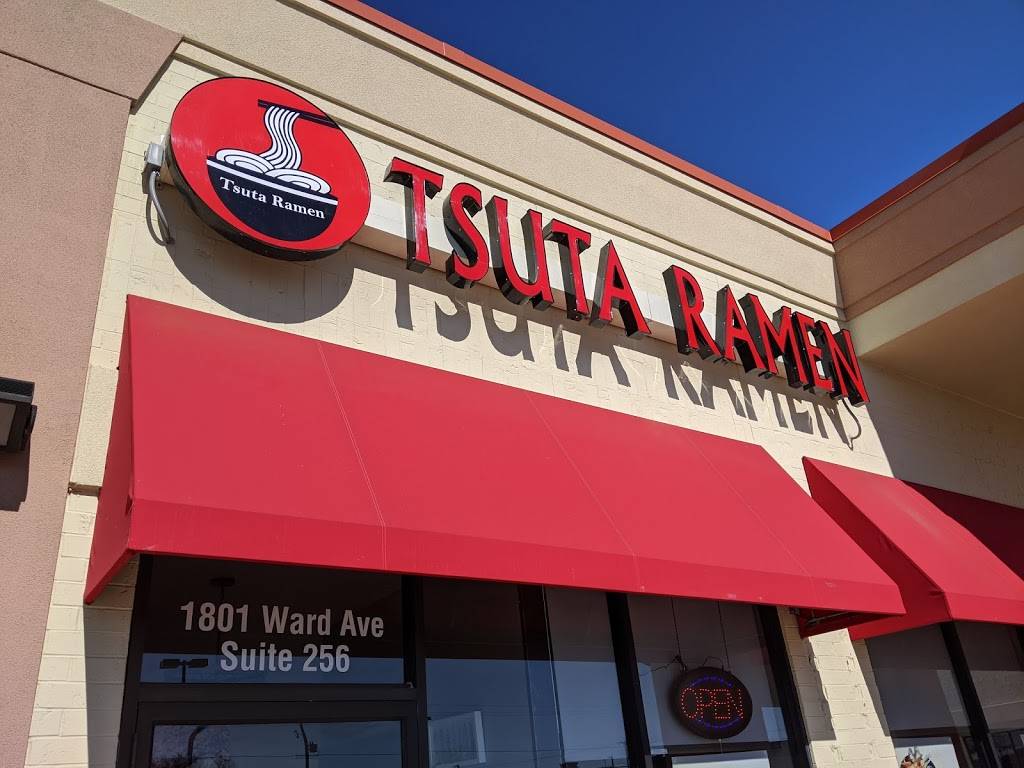 Tsuta Ramen
TSUTA RAMEN
1801 Ward Ave
Suite 256
OPEN